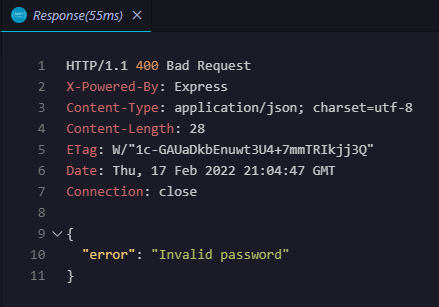 Response(55ms) ×
1 HTTP/1.1 400 Bad Request
2 X-Powered-By: Express
3 Content-Type: application/json; charset=utf-8
4 Content-Length: 28
5 ETag: W/"1c-GAUaDkbEnuwt3U4+7mmTRIkjj3Q"
6 Date: Thu, 17 Feb 2022 21:04:47 GMT
7 Connection: close
8
9 {
10 "error": "Invalid password"
11 }